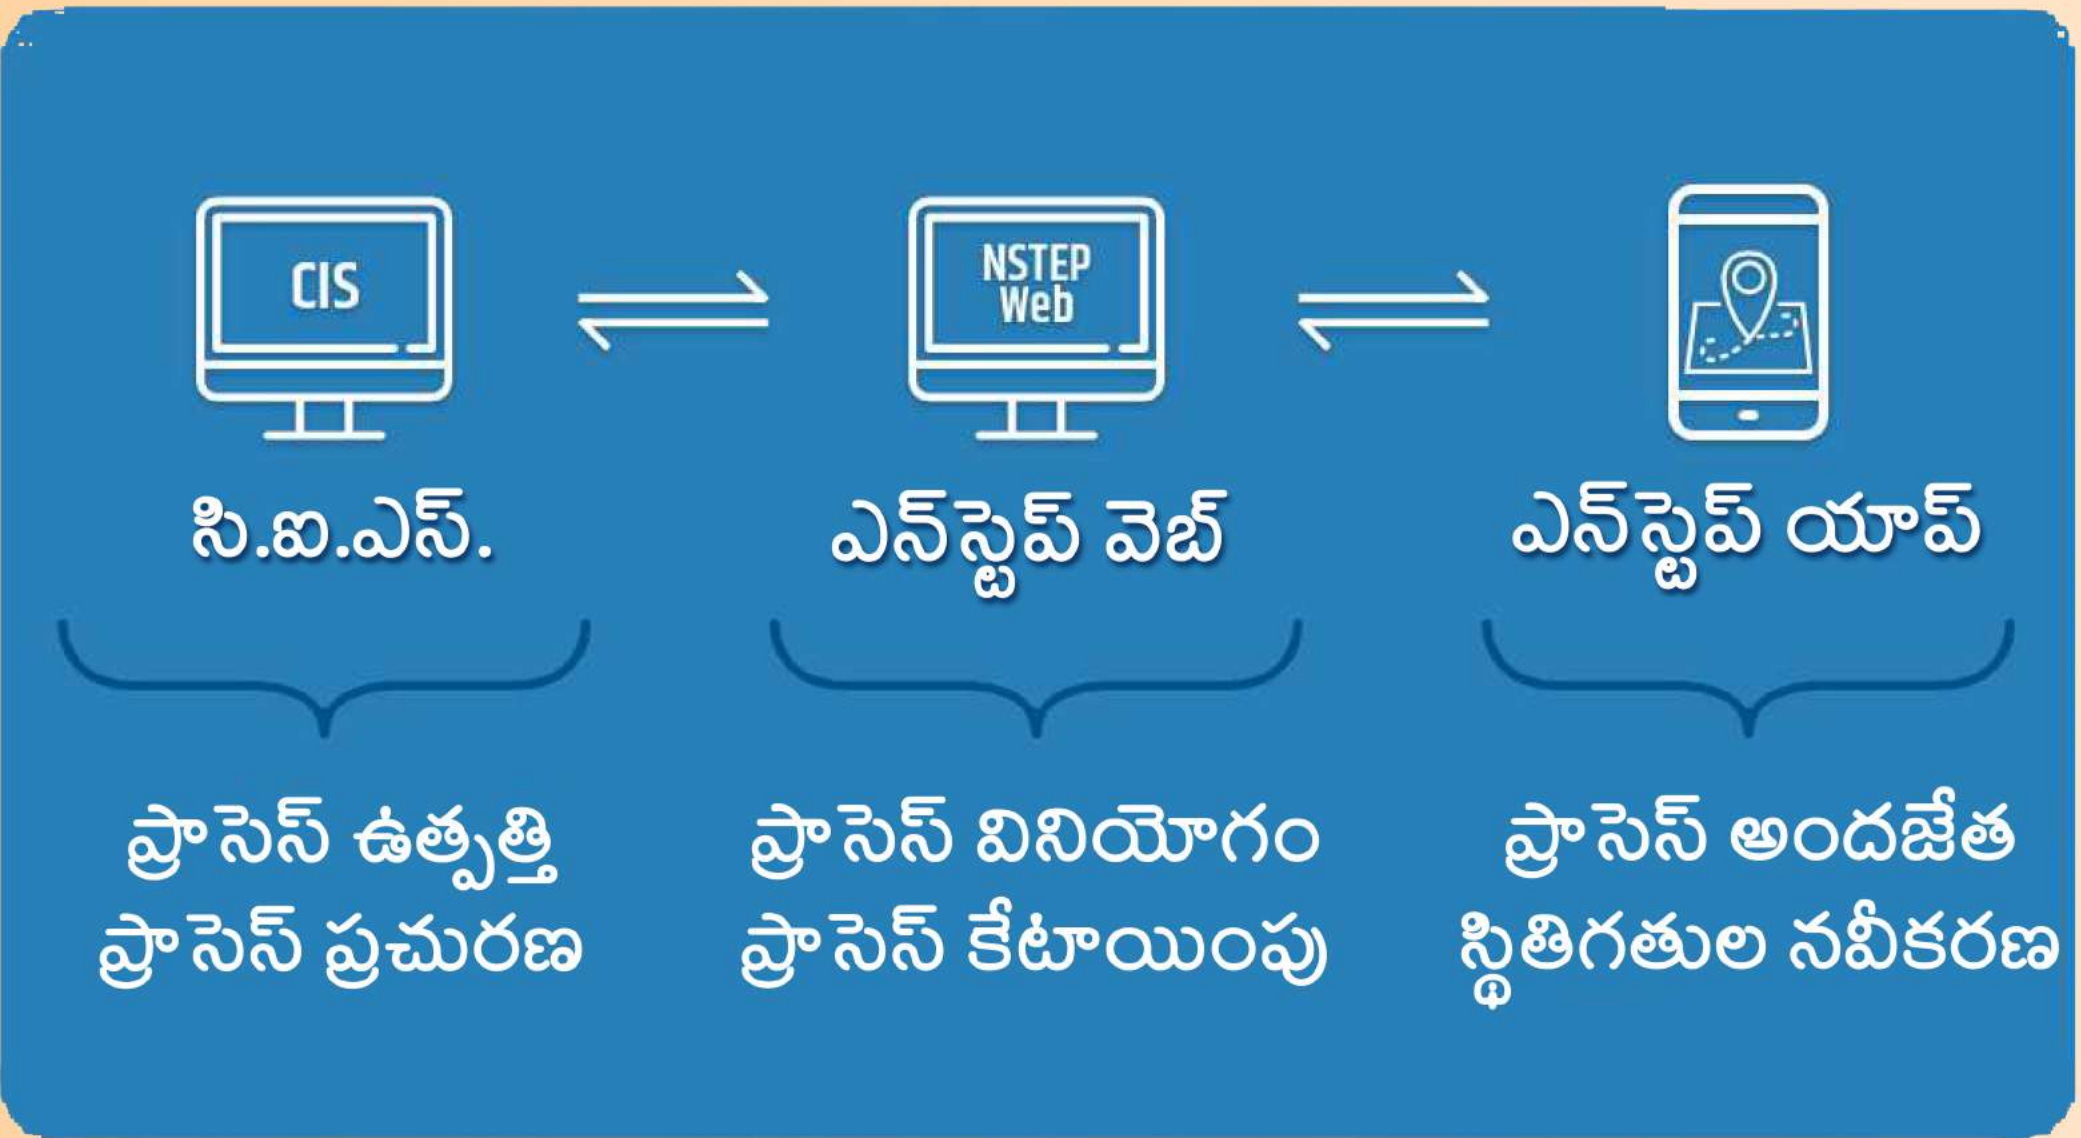 CIS
NSTEP
Web
సి.ఐ.ఎస్.
ఎన్‌స్టెప్ వెబ్
ఎన్‌స్టెప్ యాప్
ప్రాసెస్ ఉత్పత్తి
ప్రాసెస్ ప్రచురణ
ప్రాసెస్ వినియోగం
ప్రాసెస్ కేటాయింపు
ప్రాసెస్ అందజేత
స్థితిగతుల నవీకరణ